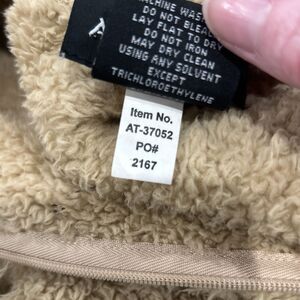 MACHINE WASH
DO NOT BLEACH
LAY FLAT TO DRY
DO NOT IRON
MAY DRY CLEAN
USING ANY SOLVENT
EXCEPT
TRICHLOROETHYLENE
Item No.
AT-37052
PO#
2167